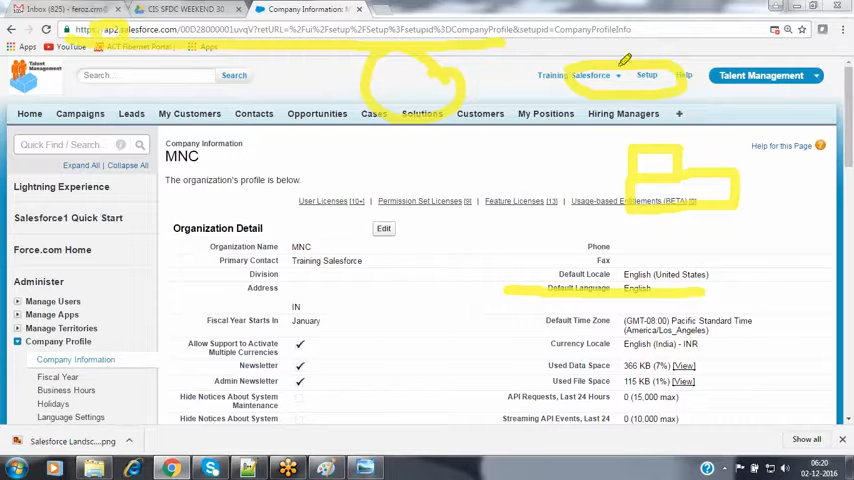 Inbox (825) - feroz.crm@
CIS SFDC WEEKEND 30
Company Information: M
https://ap2.salesforce.com/00D28000001uvqV?retURL=%2Fui%2Fsetup%2FSetup%3Fsetupid%3DCompanyProfile&setupid=CompanyProfileInfo
Apps YouTube ACT Fibernet Portal Apps
Search... Search
Training Salesforce Setup Help Talent Management
Home Campaigns Leads My Customers Contacts Opportunities Cases Solutions Customers My Positions Hiring Managers +
Quick Find / Search...
Expand All | Collapse All
Lightning Experience
Salesforce1 Quick Start
Force.com Home
Administer
Manage Users
Manage Apps
Manage Territories
Company Profile
Company Information
Fiscal Year
Business Hours
Holidays
Language Settings
Company Information
MNC
Help for this Page ?
The organization's profile is below.
User Licenses [10+] Permission Set Licenses [9] Feature Licenses [13] Usage-based Entitlements (BETA)
Organization Detail Edit
Organization Name MNC
Phone
Primary Contact Training Salesforce
Fax
Division
Default Locale English (United States)
Address
Default Language English
IN
Fiscal Year Starts In January
Default Time Zone (GMT-08:00) Pacific Standard Time
(America/Los_Angeles)
Allow Support to Activate
Multiple Currencies
Currency Locale English (India) - INR
Newsletter
Used Data Space 366 KB (7%) [View]
Admin Newsletter
Used File Space 115 KB (1%) [View]
Hide Notices About System
Maintenance
API Requests, Last 24 Hours 0 (15,000 max)
Hide Notices About System
Streaming API Events, Last 24 0 (10,000 max)
Salesforce Landsc....png
Show all
06:20
02-12-2016